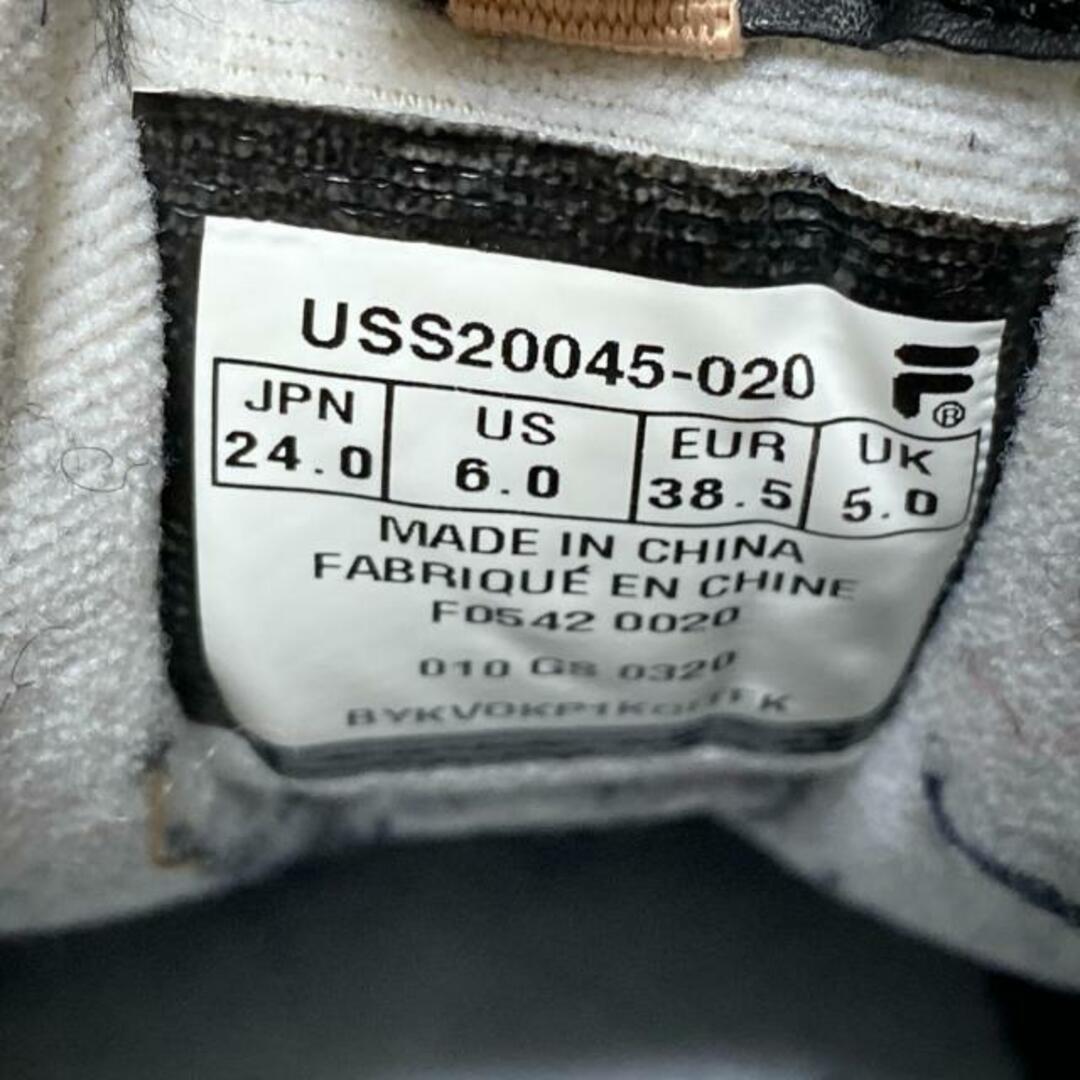 USS20045-020
JPN US EUR UK
24.0 6.0 38.5 5.0
MADE IN CHINA
FABRIQUÉ EN CHINE
F0542 0020
010 GS 0320